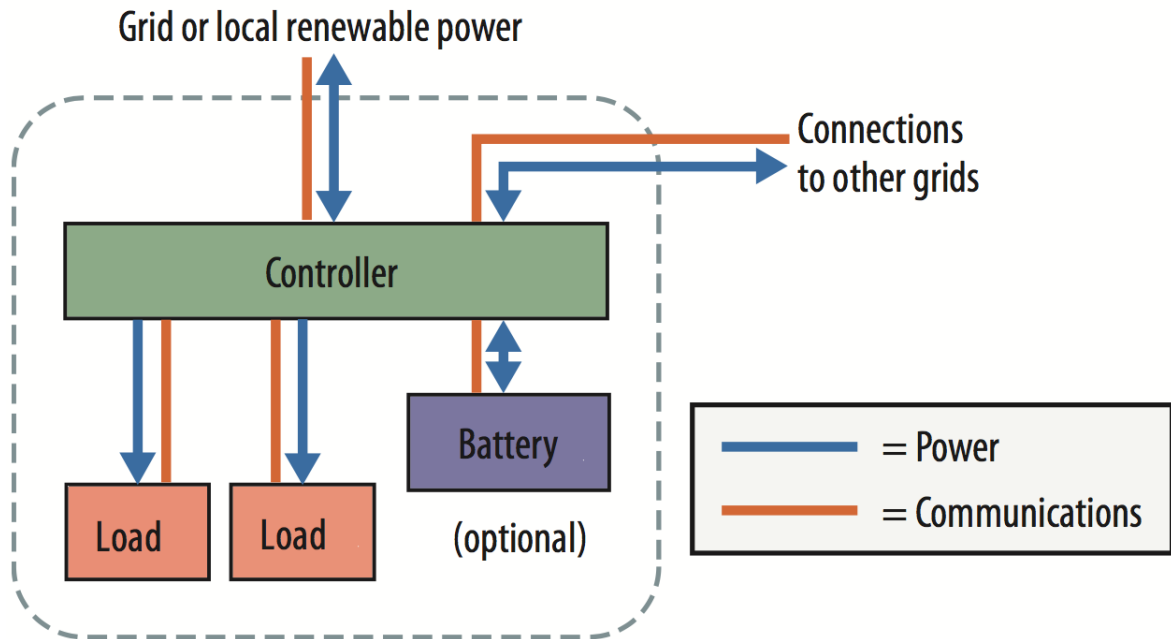 Grid or local renewable power
Connections
to other grids
Controller
Battery
(optional)
Load
Load
= Power
= Communications